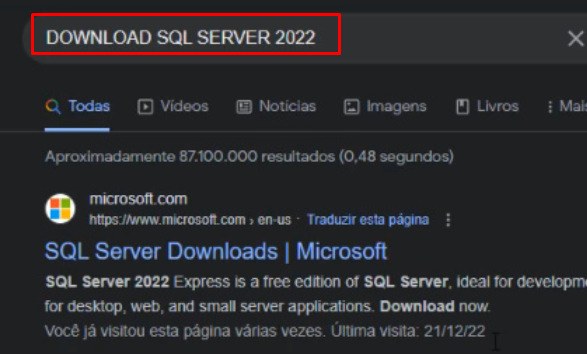 DOWNLOAD SQL SERVER 2022
Todas Vídeos Notícias Imagens Livros Mais
Aproximadamente 87.100.000 resultados (0,48 segundos)
microsoft.com
https://www.microsoft.com › en-us · Traduzir esta página
SQL Server Downloads | Microsoft
SQL Server 2022 Express is a free edition of SQL Server, ideal for developme
for desktop, web, and small server applications. Download now.
Você já visitou esta página várias vezes. Última visita: 21/12/22